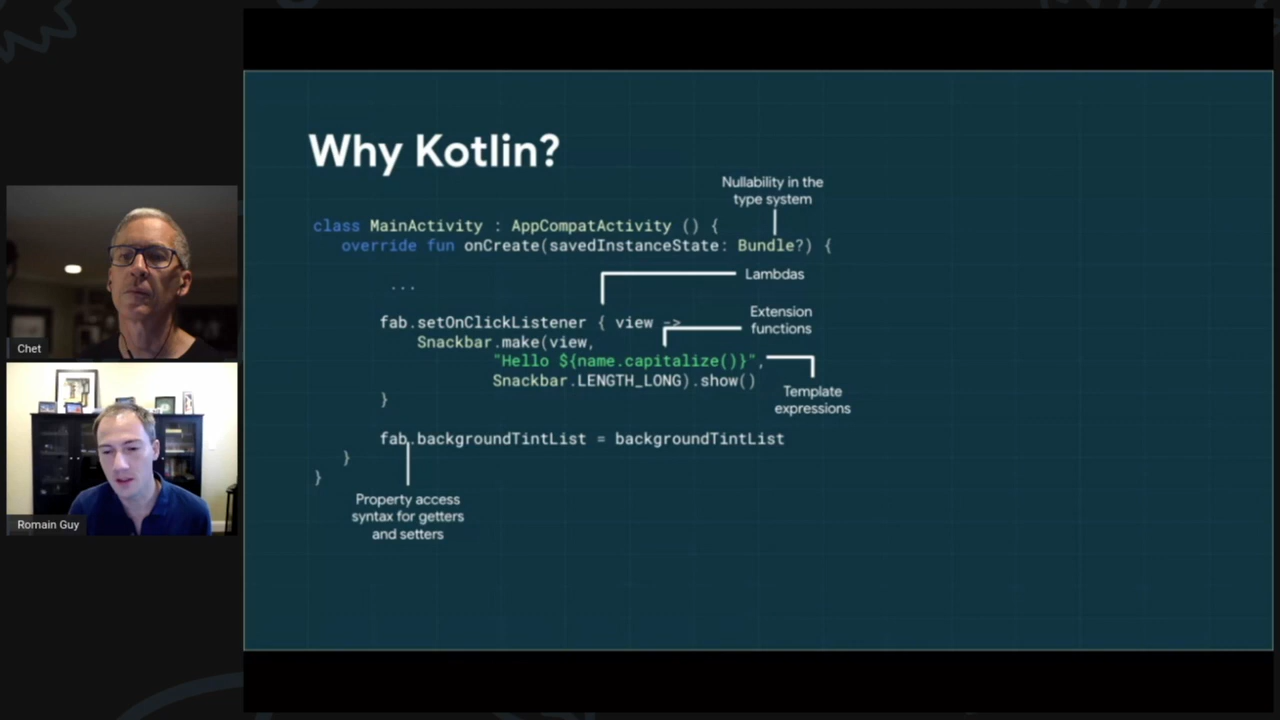 Why Kotlin?
Nullability in the
type system
class MainActivity : AppCompatActivity () {
override fun onCreate(savedInstanceState: Bundle?) {
Lambdas
...
Extension
functions
fab.setOnClickListener { view ->
Snackbar.make(view,
"Hello ${name.capitalize()}",
Snackbar.LENGTH_LONG).show()
Template
expressions
}
fab.backgroundTintList = backgroundTintList
}
}
Property access
syntax for getters
and setters
Chet
Romain Guy